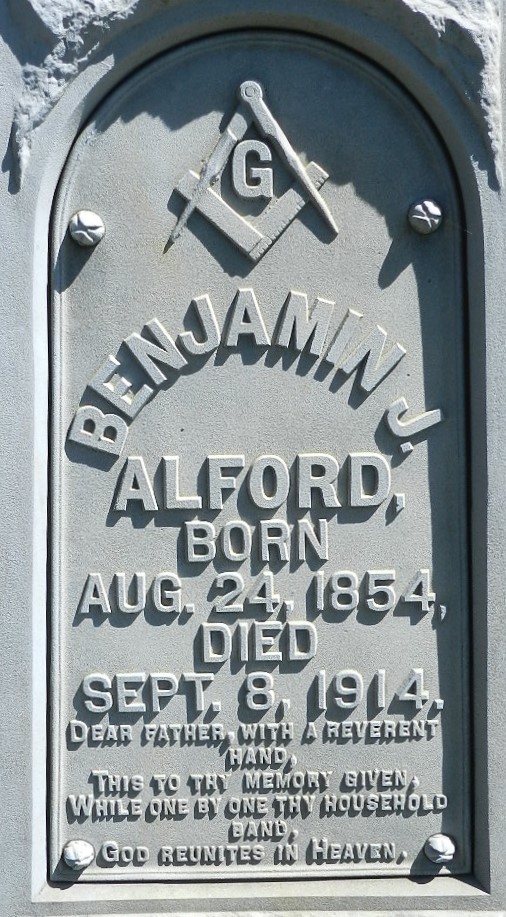 G
BENJAMIN J.
ALFORD,
BORN
AUG. 24, 1854,
DIED
SEPT. 8, 1914.
DEAR FATHER, WITH A REVERENT
HAND,
THIS TO THY MEMORY GIVEN,
WHILE ONE BY ONE THY HOUSEHOLD
BAND,
GOD REUNITES IN HEAVEN,